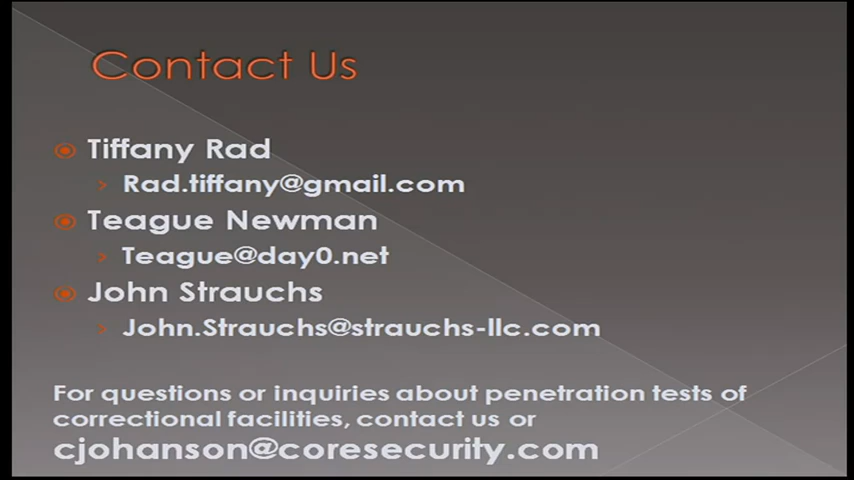 Contact Us
Tiffany Rad
Rad.tiffany@gmail.com
Teague Newman
Teague@day0.net
John Strauchs
John.Strauchs@strauchs-llc.com
For questions or inquiries about penetration tests of
correctional facilities, contact us or
cjohanson@coresecurity.com